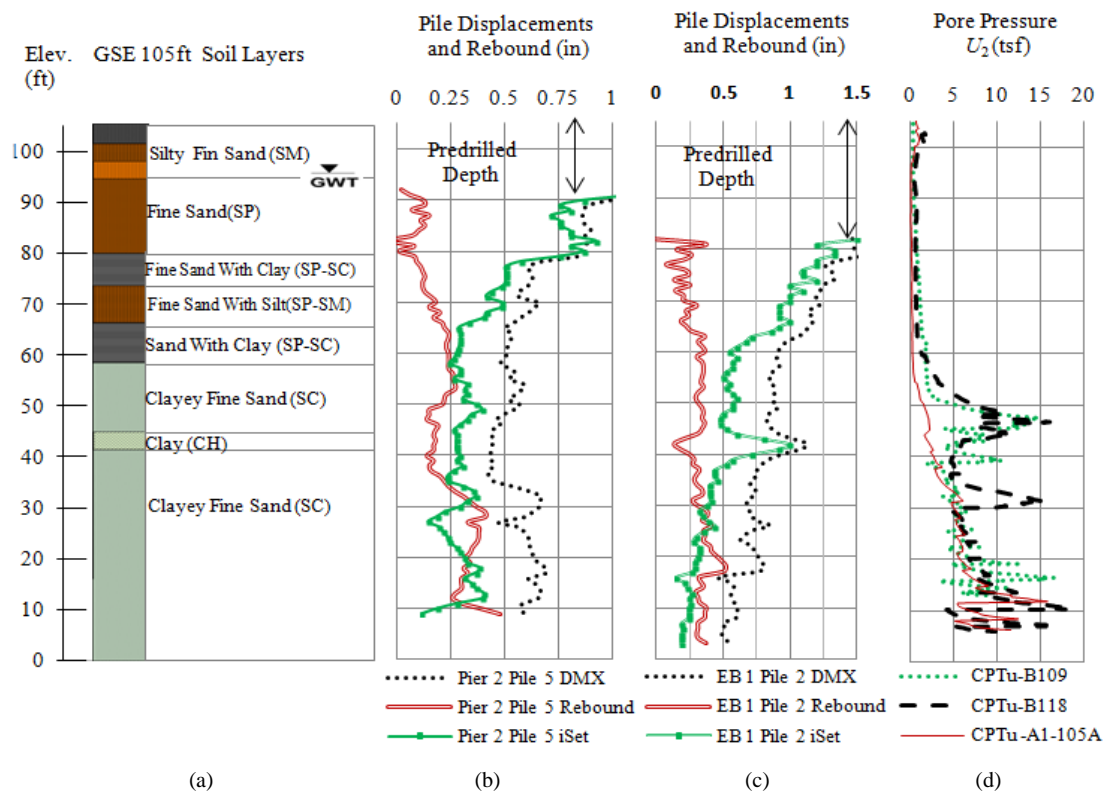 Elev.
(ft)
GSE 105ft Soil Layers
Pile Displacements
and Rebound (in)
Pile Displacements
and Rebound (in)
Pore Pressure
U2 (tsf)
0 0.25 0.5 0.75 1
0 0.5 1 1.5
0 5 10 15 20
100
90
80
70
60
50
40
30
20
10
0
Silty Fin Sand (SM)
GWT
Fine Sand(SP)
Fine Sand With Clay (SP-SC)
Fine Sand With Silt(SP-SM)
Sand With Clay (SP-SC)
Clayey Fine Sand (SC)
Clay (CH)
Clayey Fine Sand (SC)
Predrilled
Depth
Predrilled
Depth
Pier 2 Pile 5 DMX
Pier 2 Pile 5 Rebound
Pier 2 Pile 5 iSet
EB 1 Pile 2 DMX
EB 1 Pile 2 Rebound
EB 1 Pile 2 iSet
CPTu-B109
CPTu-B118
CPTu-A1-105A
(a) (b) (c) (d)